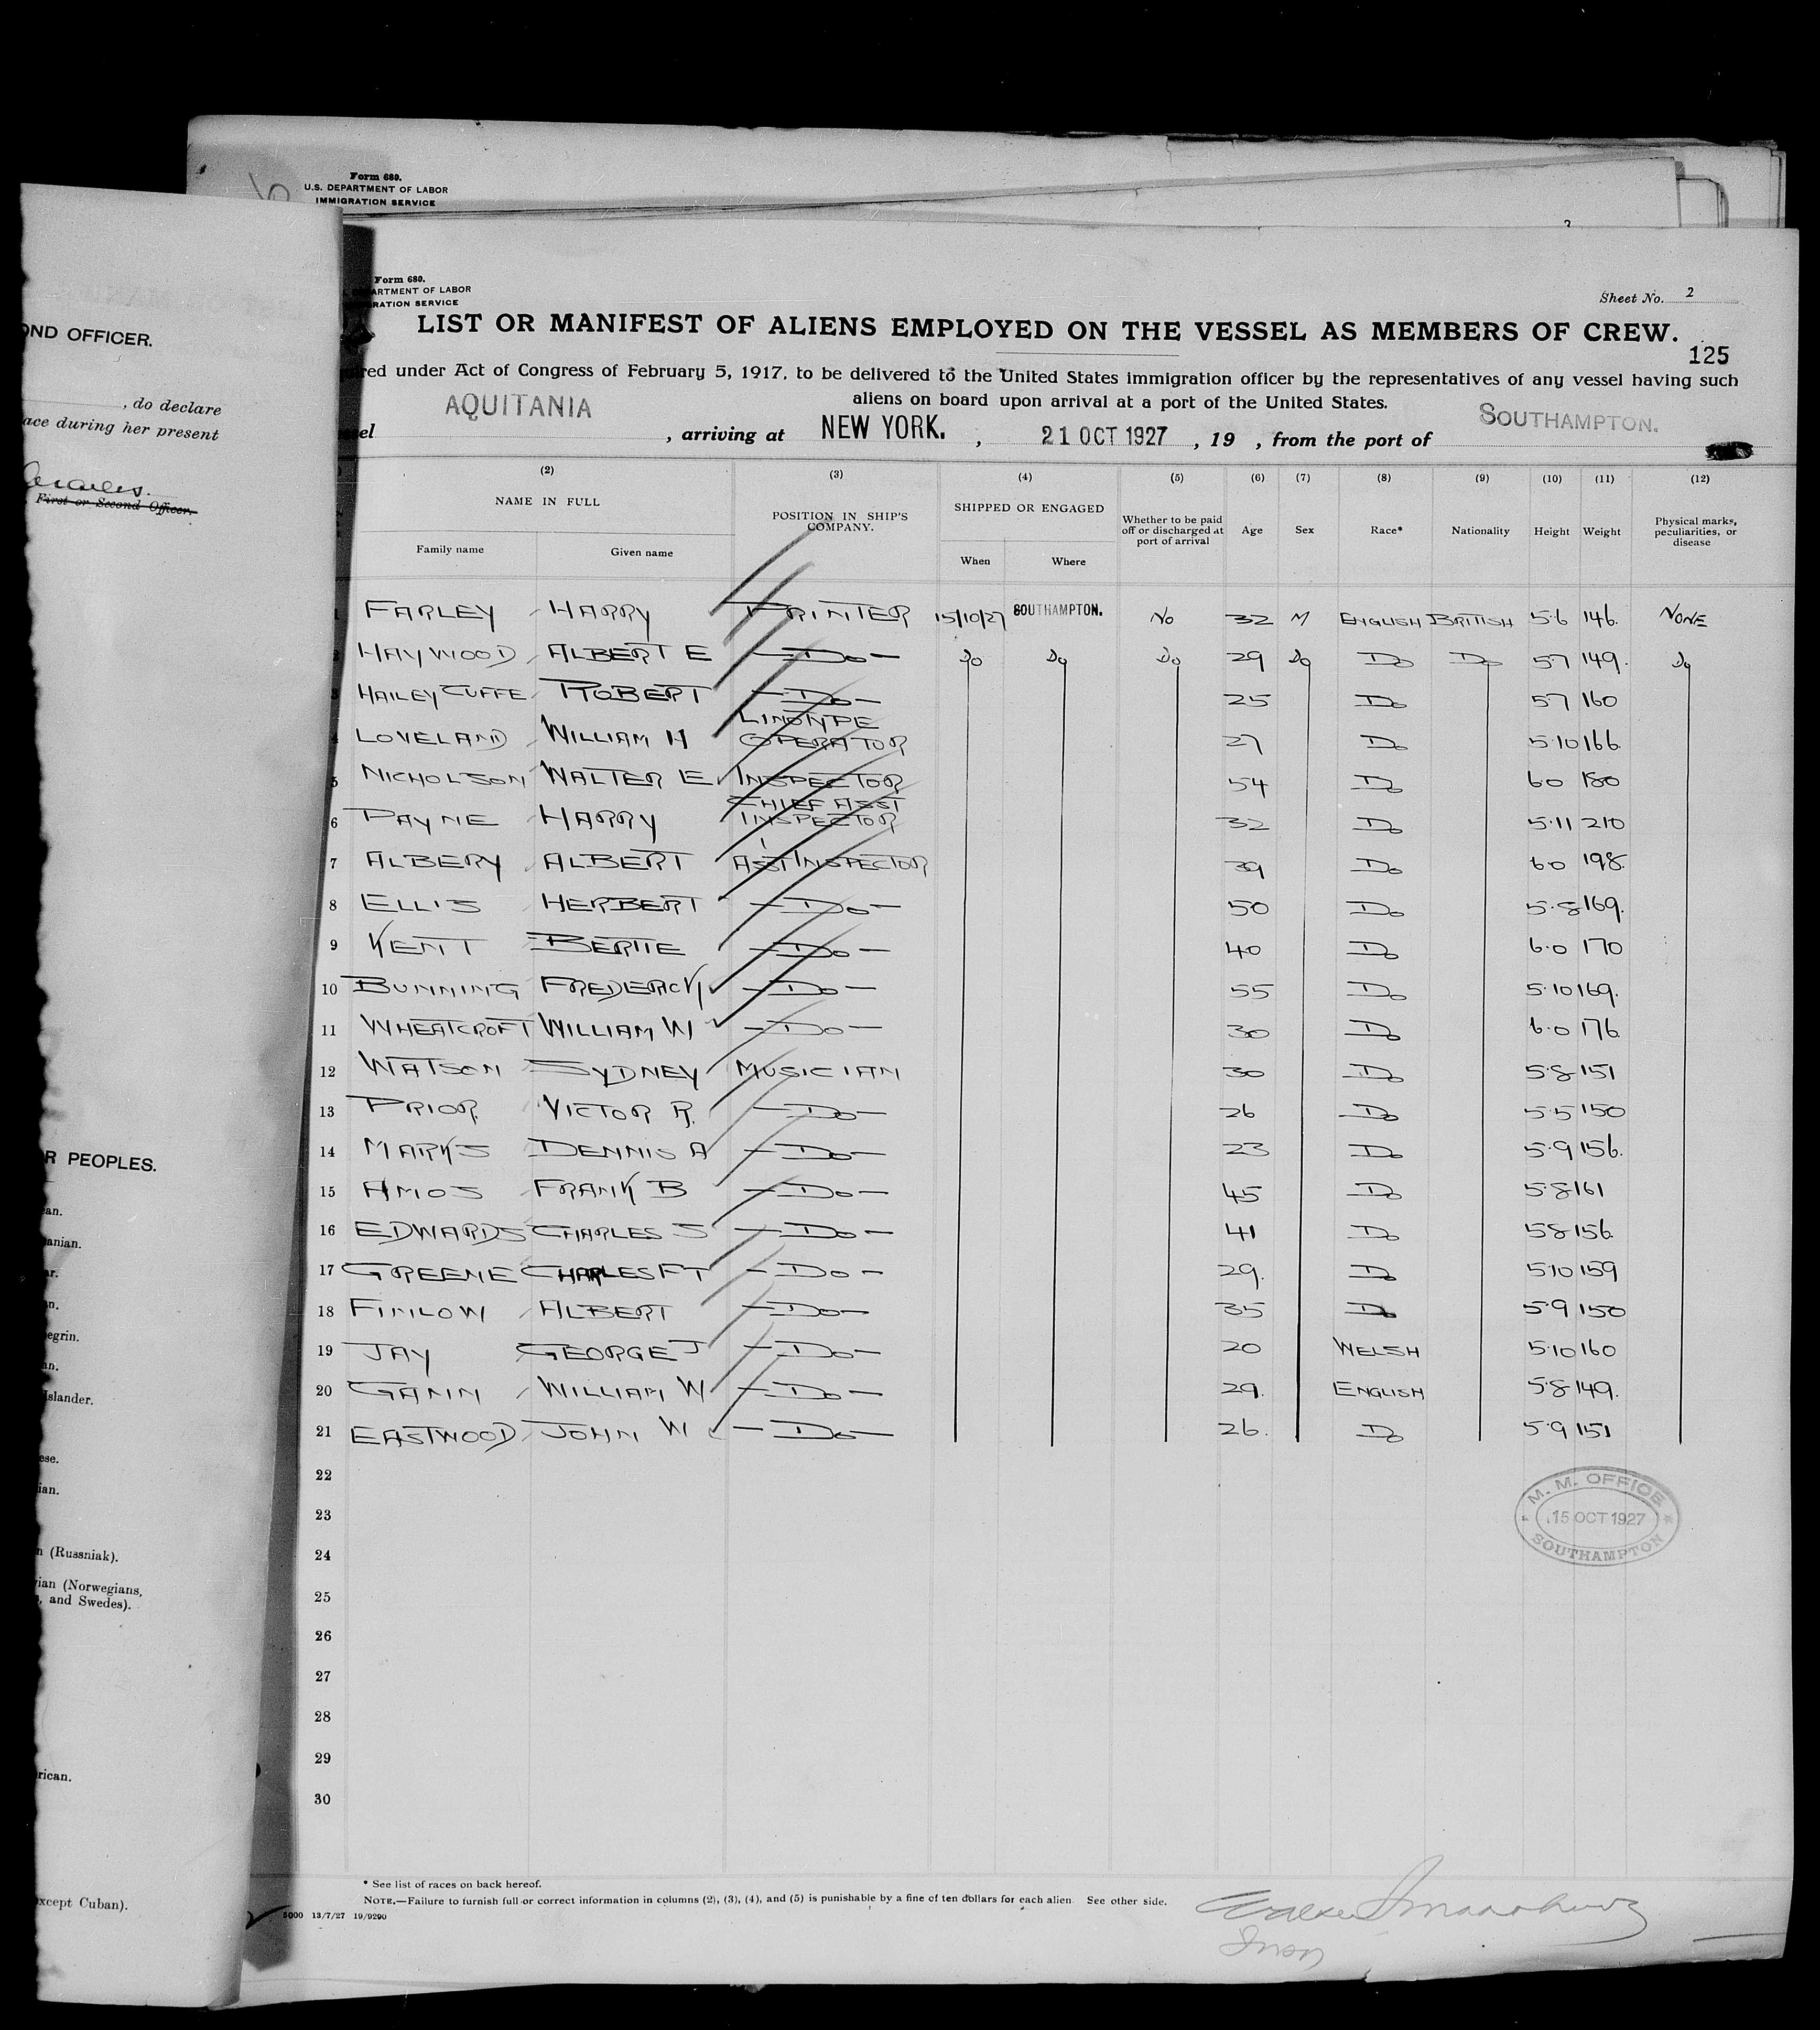 Form 680.
U.S. DEPARTMENT OF LABOR
IMMIGRATION SERVICE
OND OFFICER.
, do declare
ace during her present
First or Second Officer.
R PEOPLES.
an.
anian.
ar.
n.
egrin.
an.
Islander.
ese.
ian.
n (Russniak).
vian (Norwegians,
s, and Swedes).
rican.
xcept Cuban).
Form 680.
ARTMENT OF LABOR
RATION SERVICE
Sheet No. 2
LIST OR MANIFEST OF ALIENS EMPLOYED ON THE VESSEL AS MEMBERS OF CREW.
125
red under Act of Congress of February 5, 1917, to be delivered to the United States immigration officer by the representatives of any vessel having such
aliens on board upon arrival at a port of the United States.
el AQUITANIA , arriving at NEW YORK. , 21 OCT 1927 , 19 , from the port of SOUTHAMPTON.
(2) (3) (4) (5) (6) (7) (8) (9) (10) (11) (12)
NAME IN FULL POSITION IN SHIP'S COMPANY. SHIPPED OR ENGAGED Whether to be paid off or discharged at port of arrival Age Sex Race* Nationality Height Weight Physical marks, peculiarities, or disease
Family name Given name When Where
1 FARLEY HARRY PRINTER 15/10/27 SOUTHAMPTON. No 32 M ENGLISH BRITISH 5·6 146. NONE
2 HAYWOOD ALBERT E — Do — Do Do Do 29 Do Do Do 5·7 149. Do
3 HAILEY CUFFE ROBERT — Do — 25 Do 5·7 160
4 LOVELAND WILLIAM H LINOTYPE OPERATOR 27 Do 5·10 166.
5 NICHOLSON WALTER E INSPECTOR 54 Do 6·0 180
6 PAYNE HARRY CHIEF ASST INSPECTOR 32 Do 5·11 210
7 ALBERY ALBERT ASST INSPECTOR 39 Do 6·0 198.
8 ELLIS HERBERT — Do — 50 Do 5·8 169.
9 KENT BERTIE — Do — 40 Do 6·0 170
10 BUNNING FREDERICK — Do — 55 Do 5·10 169.
11 WHEATCROFT WILLIAM W — Do — 30 Do 6·0 176
12 WATSON SYDNEY MUSICIAN 30 Do 5·8 151
13 PRIOR VICTOR R. — Do — 26 Do 5·5 150
14 MARKS DENNIS A — Do — 23 Do 5·9 156.
15 AMOS FRANK B — Do — 45 Do 5·8 161
16 EDWARDS CHARLES S — Do — 41 Do 5·8 156.
17 GREENE CHARLES F T — Do — 29. Do 5·10 159
18 FINLOW ALBERT — Do — 35 Do 5·9 150
19 JAY GEORGE J — Do — 20 WELSH 5·10 160
20 GANN WILLIAM W — Do — 29. ENGLISH 5·8 149.
21 EASTWOOD JOHN W — Do — 26. Do 5·9 151
22
23
24
25
26
27
28
29
30
M. M. OFFICE
15 OCT 1927
SOUTHAMPTON
* See list of races on back hereof.
NOTE.—Failure to furnish full or correct information in columns (2), (3), (4), and (5) is punishable by a fine of ten dollars for each alien. See other side.
5000 13/7/27 19/9290